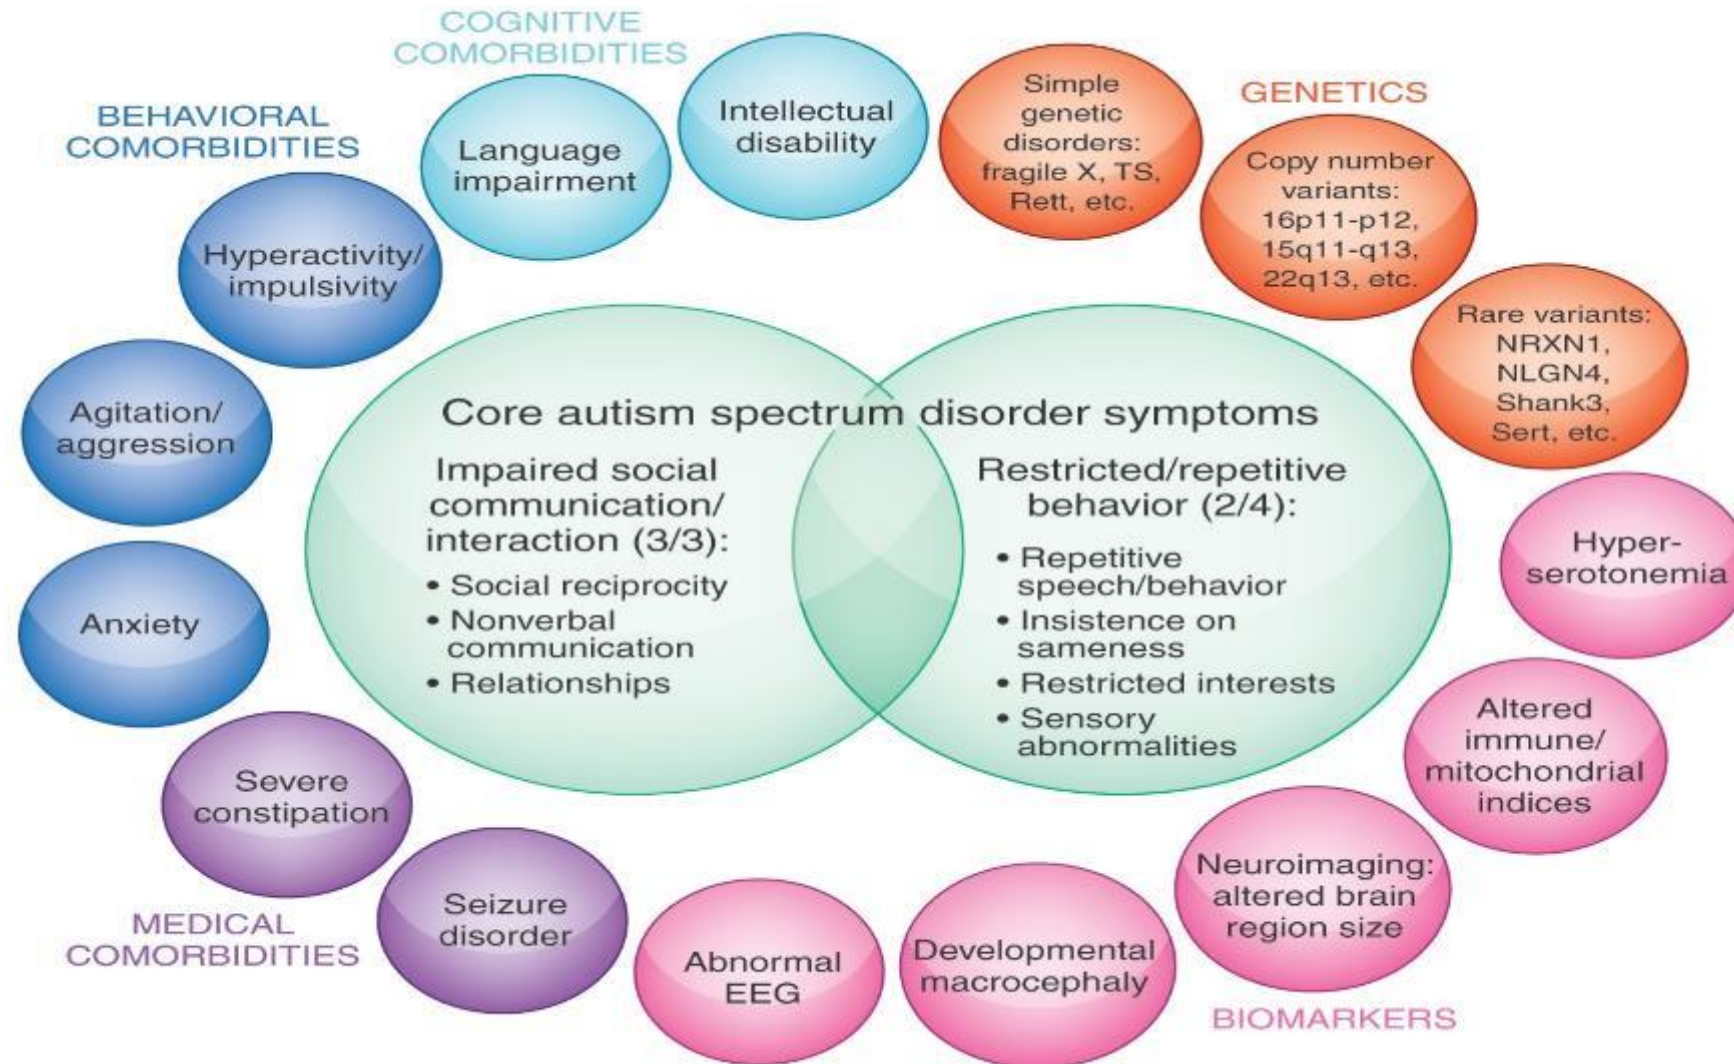 COGNITIVE
COMORBIDITIES
BEHAVIORAL
COMORBIDITIES
Language
impairment
Intellectual
disability
Simple
genetic
disorders:
fragile X, TS,
Rett, etc.
GENETICS
Copy number
variants:
16p11-p12,
15q11-q13,
22q13, etc.
Hyperactivity/
impulsivity
Rare variants:
NRXN1,
NLGN4,
Shank3,
Sert, etc.
Agitation/
aggression
Core autism spectrum disorder symptoms
Impaired social
communication/
interaction (3/3):
• Social reciprocity
• Nonverbal
communication
• Relationships
Restricted/repetitive
behavior (2/4):
• Repetitive
speech/behavior
• Insistence on
sameness
• Restricted interests
• Sensory
abnormalities
Hyper-
serotonemia
Anxiety
Altered
immune/
mitochondrial
indices
Severe
constipation
Neuroimaging:
altered brain
region size
Seizure
disorder
MEDICAL
COMORBIDITIES
Abnormal
EEG
Developmental
macrocephaly
BIOMARKERS